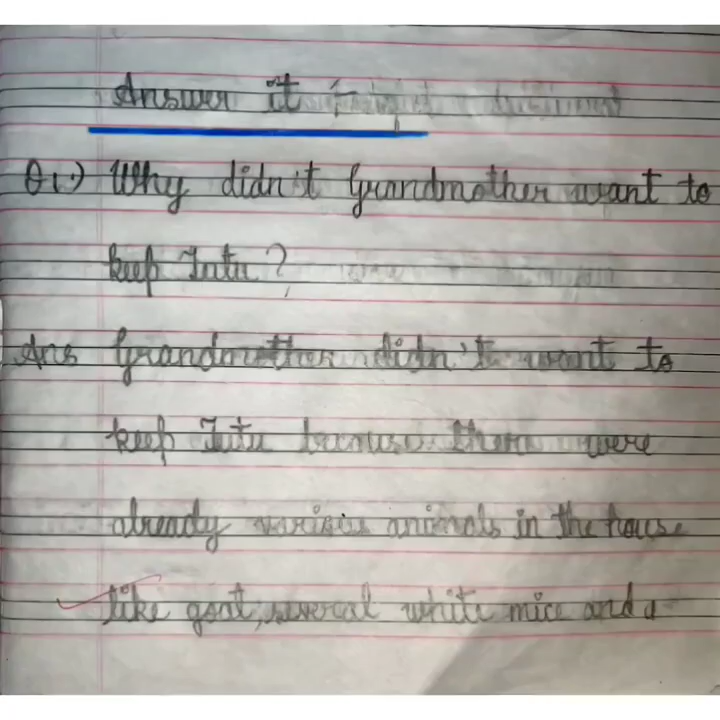 Answer it
Q1.) Why didn't Grandmother want to
keep Tutu?
Ans Grandmother didn't want to
keep Tutu because there were
already various animals in the house
like goat, several white mice and a